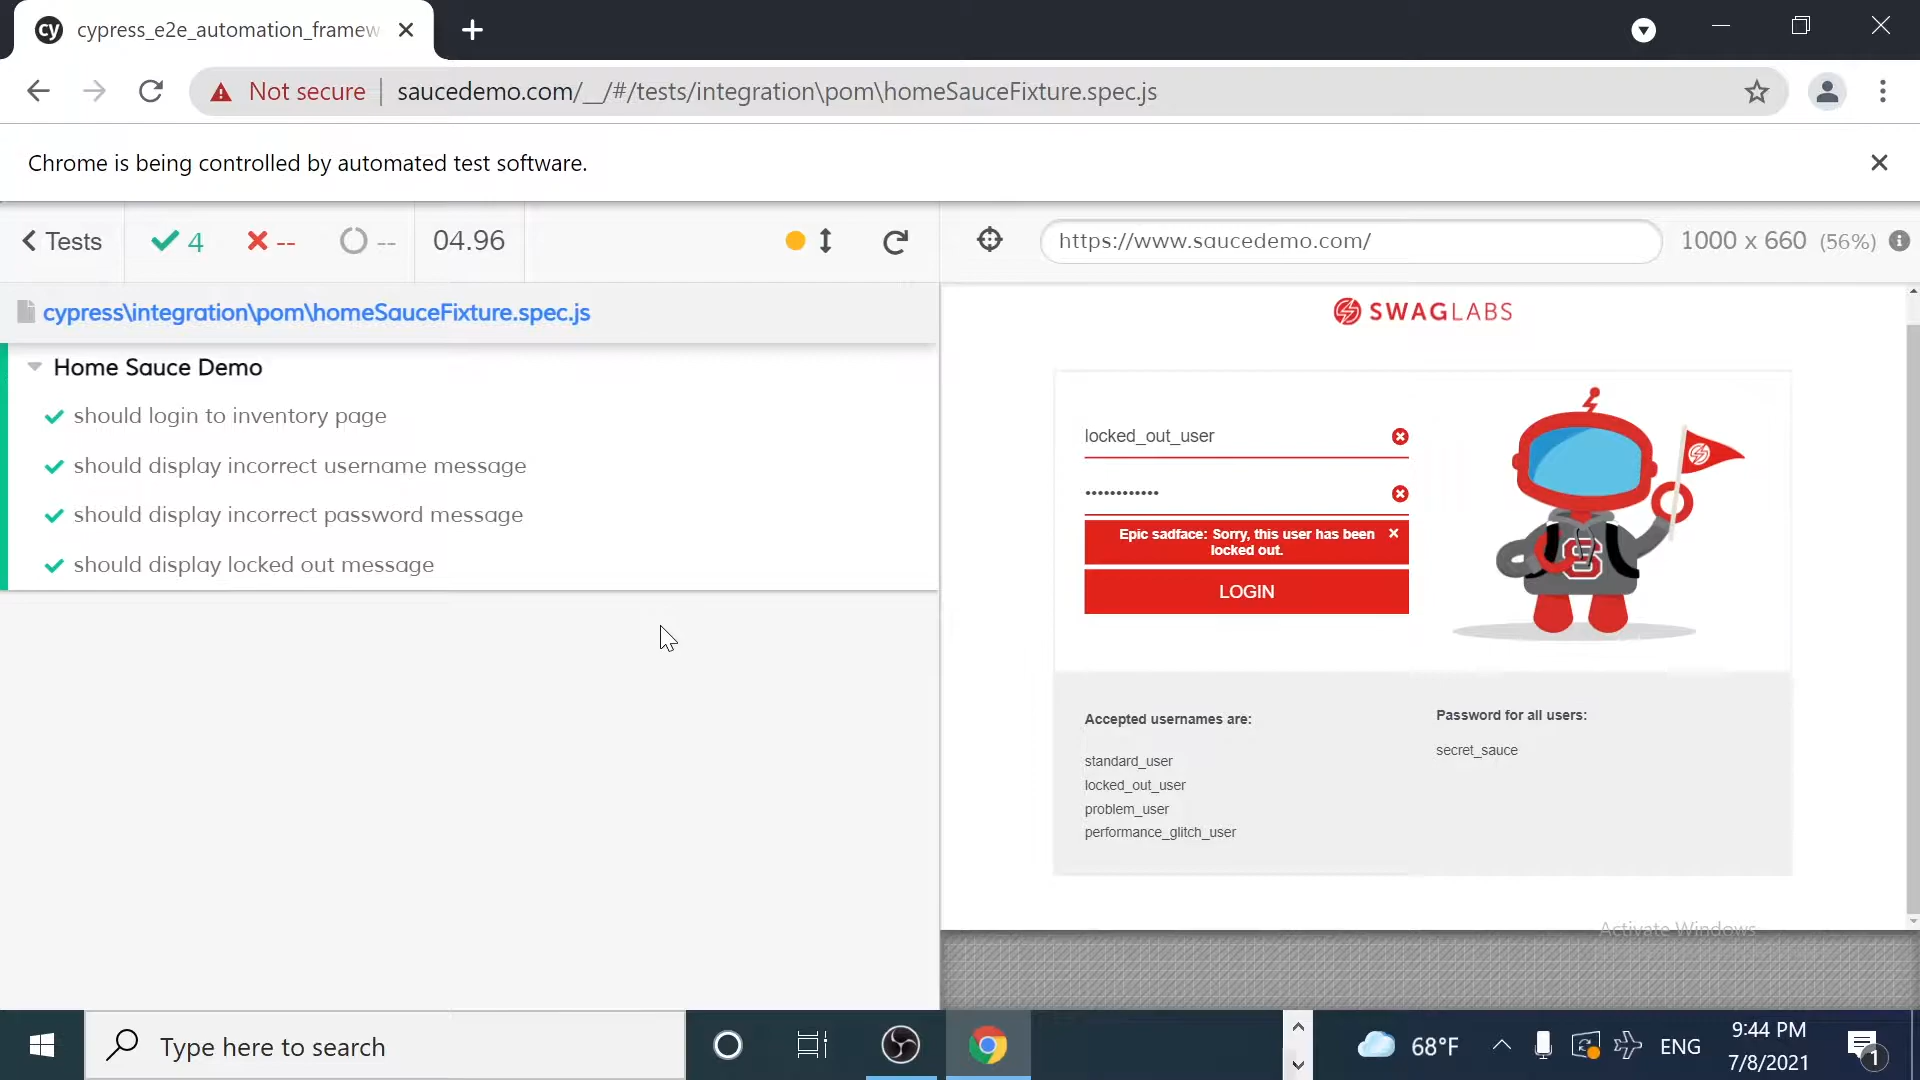 cy cypress_e2e_automation_framew
Not secure saucedemo.com/__/#/tests/integration\pom\homeSauceFixture.spec.js
Chrome is being controlled by automated test software.
Tests 4 -- -- 04.96
https://www.saucedemo.com/ 1000 x 660 (56%)
cypress\integration\pom\homeSauceFixture.spec.js
Home Sauce Demo
should login to inventory page
should display incorrect username message
should display incorrect password message
should display locked out message
SWAGLABS
locked_out_user
••••••••••••
Epic sadface: Sorry, this user has been
locked out.
LOGIN
S
Accepted usernames are:
standard_user
locked_out_user
problem_user
performance_glitch_user
Password for all users:
secret_sauce
Activate Windows
Type here to search
68°F
ENG
9:44 PM
7/8/2021
1